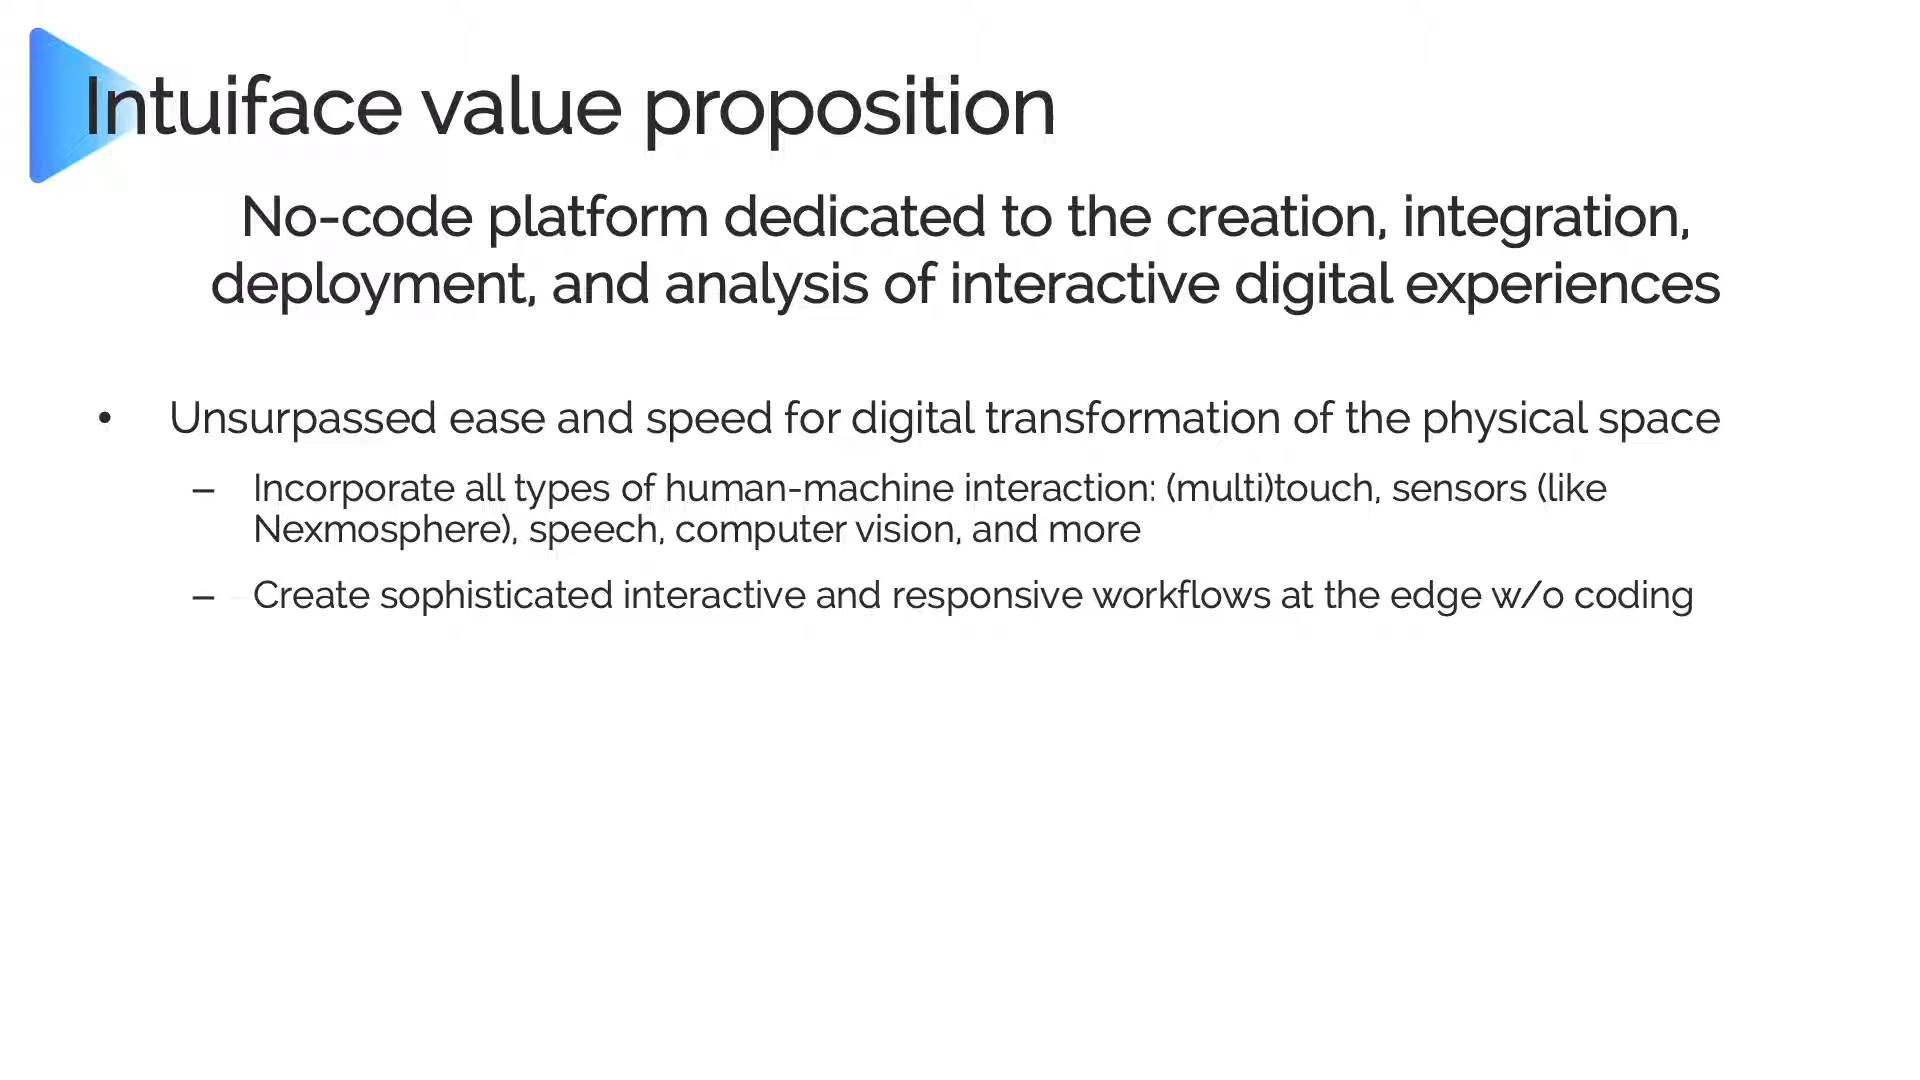 Intuiface value proposition
No-code platform dedicated to the creation, integration,
deployment, and analysis of interactive digital experiences
• Unsurpassed ease and speed for digital transformation of the physical space
– Incorporate all types of human-machine interaction: (multi)touch, sensors (like
Nexmosphere), speech, computer vision, and more
– Create sophisticated interactive and responsive workflows at the edge w/o coding